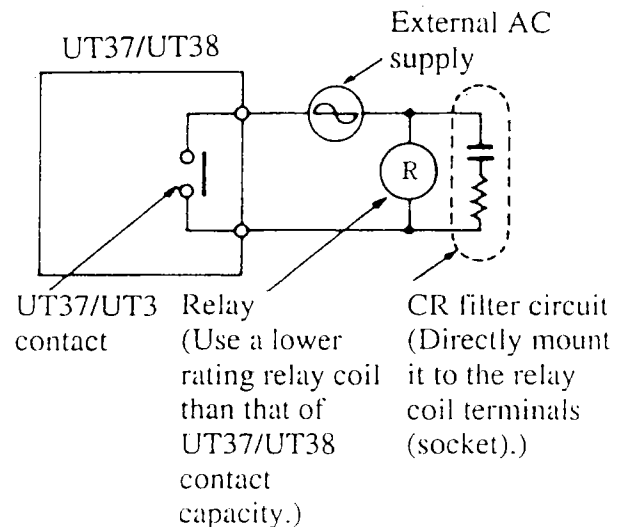 External AC
supply
UT37/UT38
R
UT37/UT3
contact
Relay
(Use a lower
rating relay coil
than that of
UT37/UT38
contact
capacity.)
CR filter circuit
(Directly mount
it to the relay
coil terminals
(socket).)